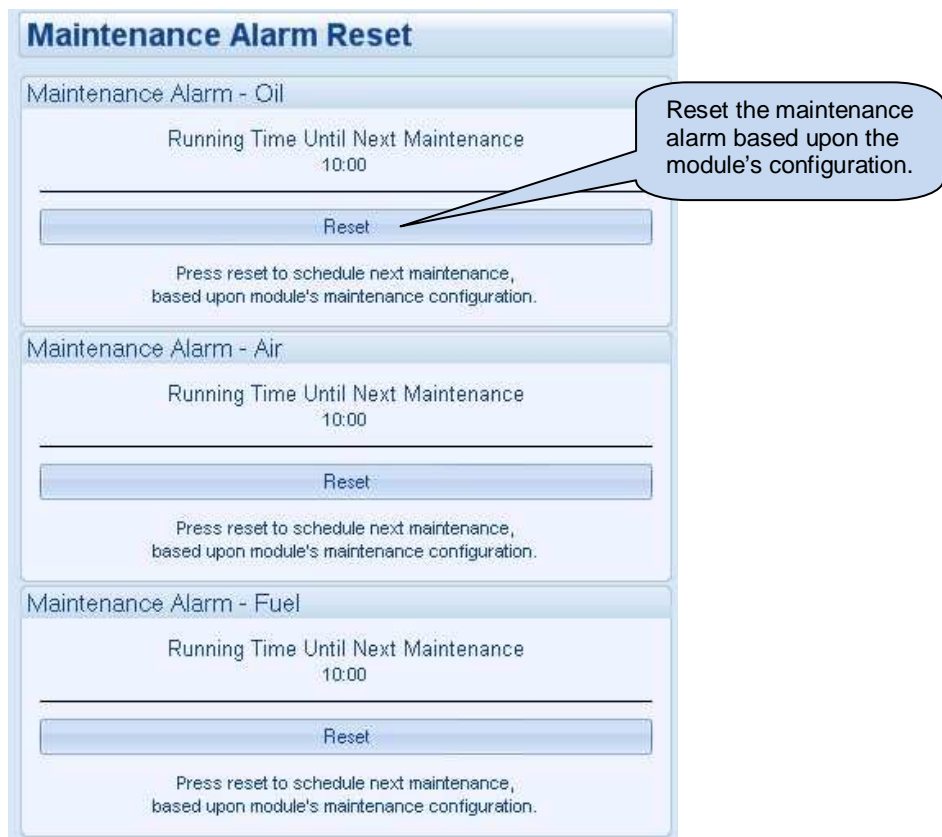 Maintenance Alarm Reset
Maintenance Alarm - Oil
Running Time Until Next Maintenance
10:00
Reset
Press reset to schedule next maintenance,
based upon module's maintenance configuration.
Reset the maintenance
alarm based upon the
module’s configuration.
Maintenance Alarm - Air
Running Time Until Next Maintenance
10:00
Reset
Press reset to schedule next maintenance,
based upon module's maintenance configuration.
Maintenance Alarm - Fuel
Running Time Until Next Maintenance
10:00
Reset
Press reset to schedule next maintenance,
based upon module's maintenance configuration.